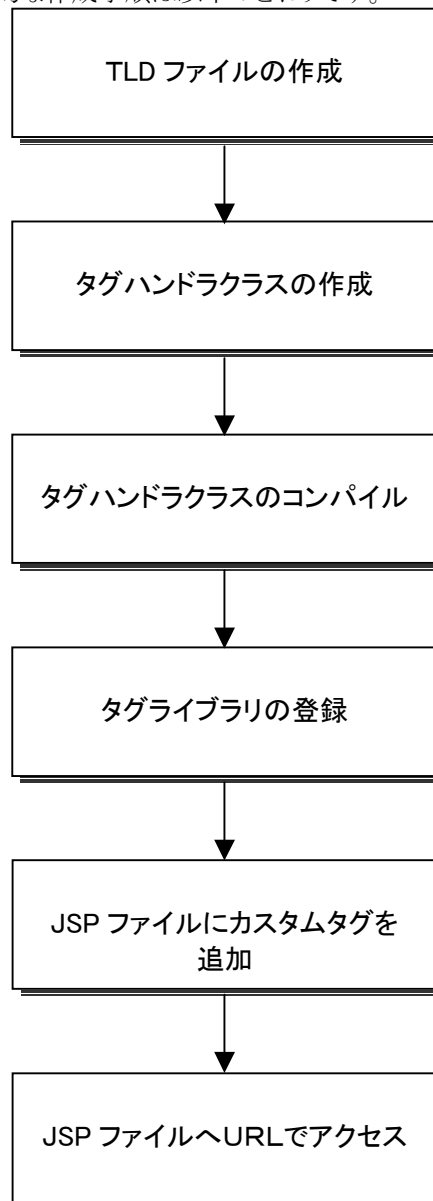 TLD ファイルの作成
タグハンドラクラスの作成
タグハンドラクラスのコンパイル
タグライブラリの登録
JSP ファイルにカスタムタグを
追加
JSP ファイルへURLでアクセス